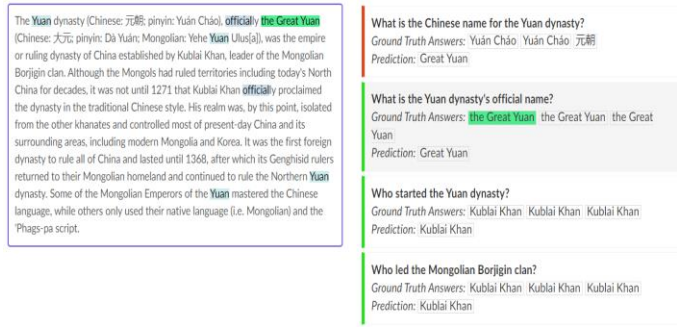 The Yuan dynasty (Chinese: 元朝; pinyin: Yuán Cháo), officially the Great Yuan
(Chinese: 大元; pinyin: Dà Yuán; Mongolian: Yehe Yuan Ulus[a]), was the empire
or ruling dynasty of China established by Kublai Khan, leader of the Mongolian
Borjigin clan. Although the Mongols had ruled territories including today's North
China for decades, it was not until 1271 that Kublai Khan officially proclaimed
the dynasty in the traditional Chinese style. His realm was, by this point, isolated
from the other khanates and controlled most of present-day China and its
surrounding areas, including modern Mongolia and Korea. It was the first foreign
dynasty to rule all of China and lasted until 1368, after which its Genghisid rulers
returned to their Mongolian homeland and continued to rule the Northern Yuan
dynasty. Some of the Mongolian Emperors of the Yuan mastered the Chinese
language, while others only used their native language (i.e. Mongolian) and the
'Phags-pa script.
What is the Chinese name for the Yuan dynasty?
Ground Truth Answers: Yuán Cháo Yuán Cháo 元朝
Prediction: Great Yuan
What is the Yuan dynasty's official name?
Ground Truth Answers: the Great Yuan the Great Yuan the Great
Yuan
Prediction: Great Yuan
Who started the Yuan dynasty?
Ground Truth Answers: Kublai Khan Kublai Khan Kublai Khan
Prediction: Kublai Khan
Who led the Mongolian Borjigin clan?
Ground Truth Answers: Kublai Khan Kublai Khan Kublai Khan
Prediction: Kublai Khan